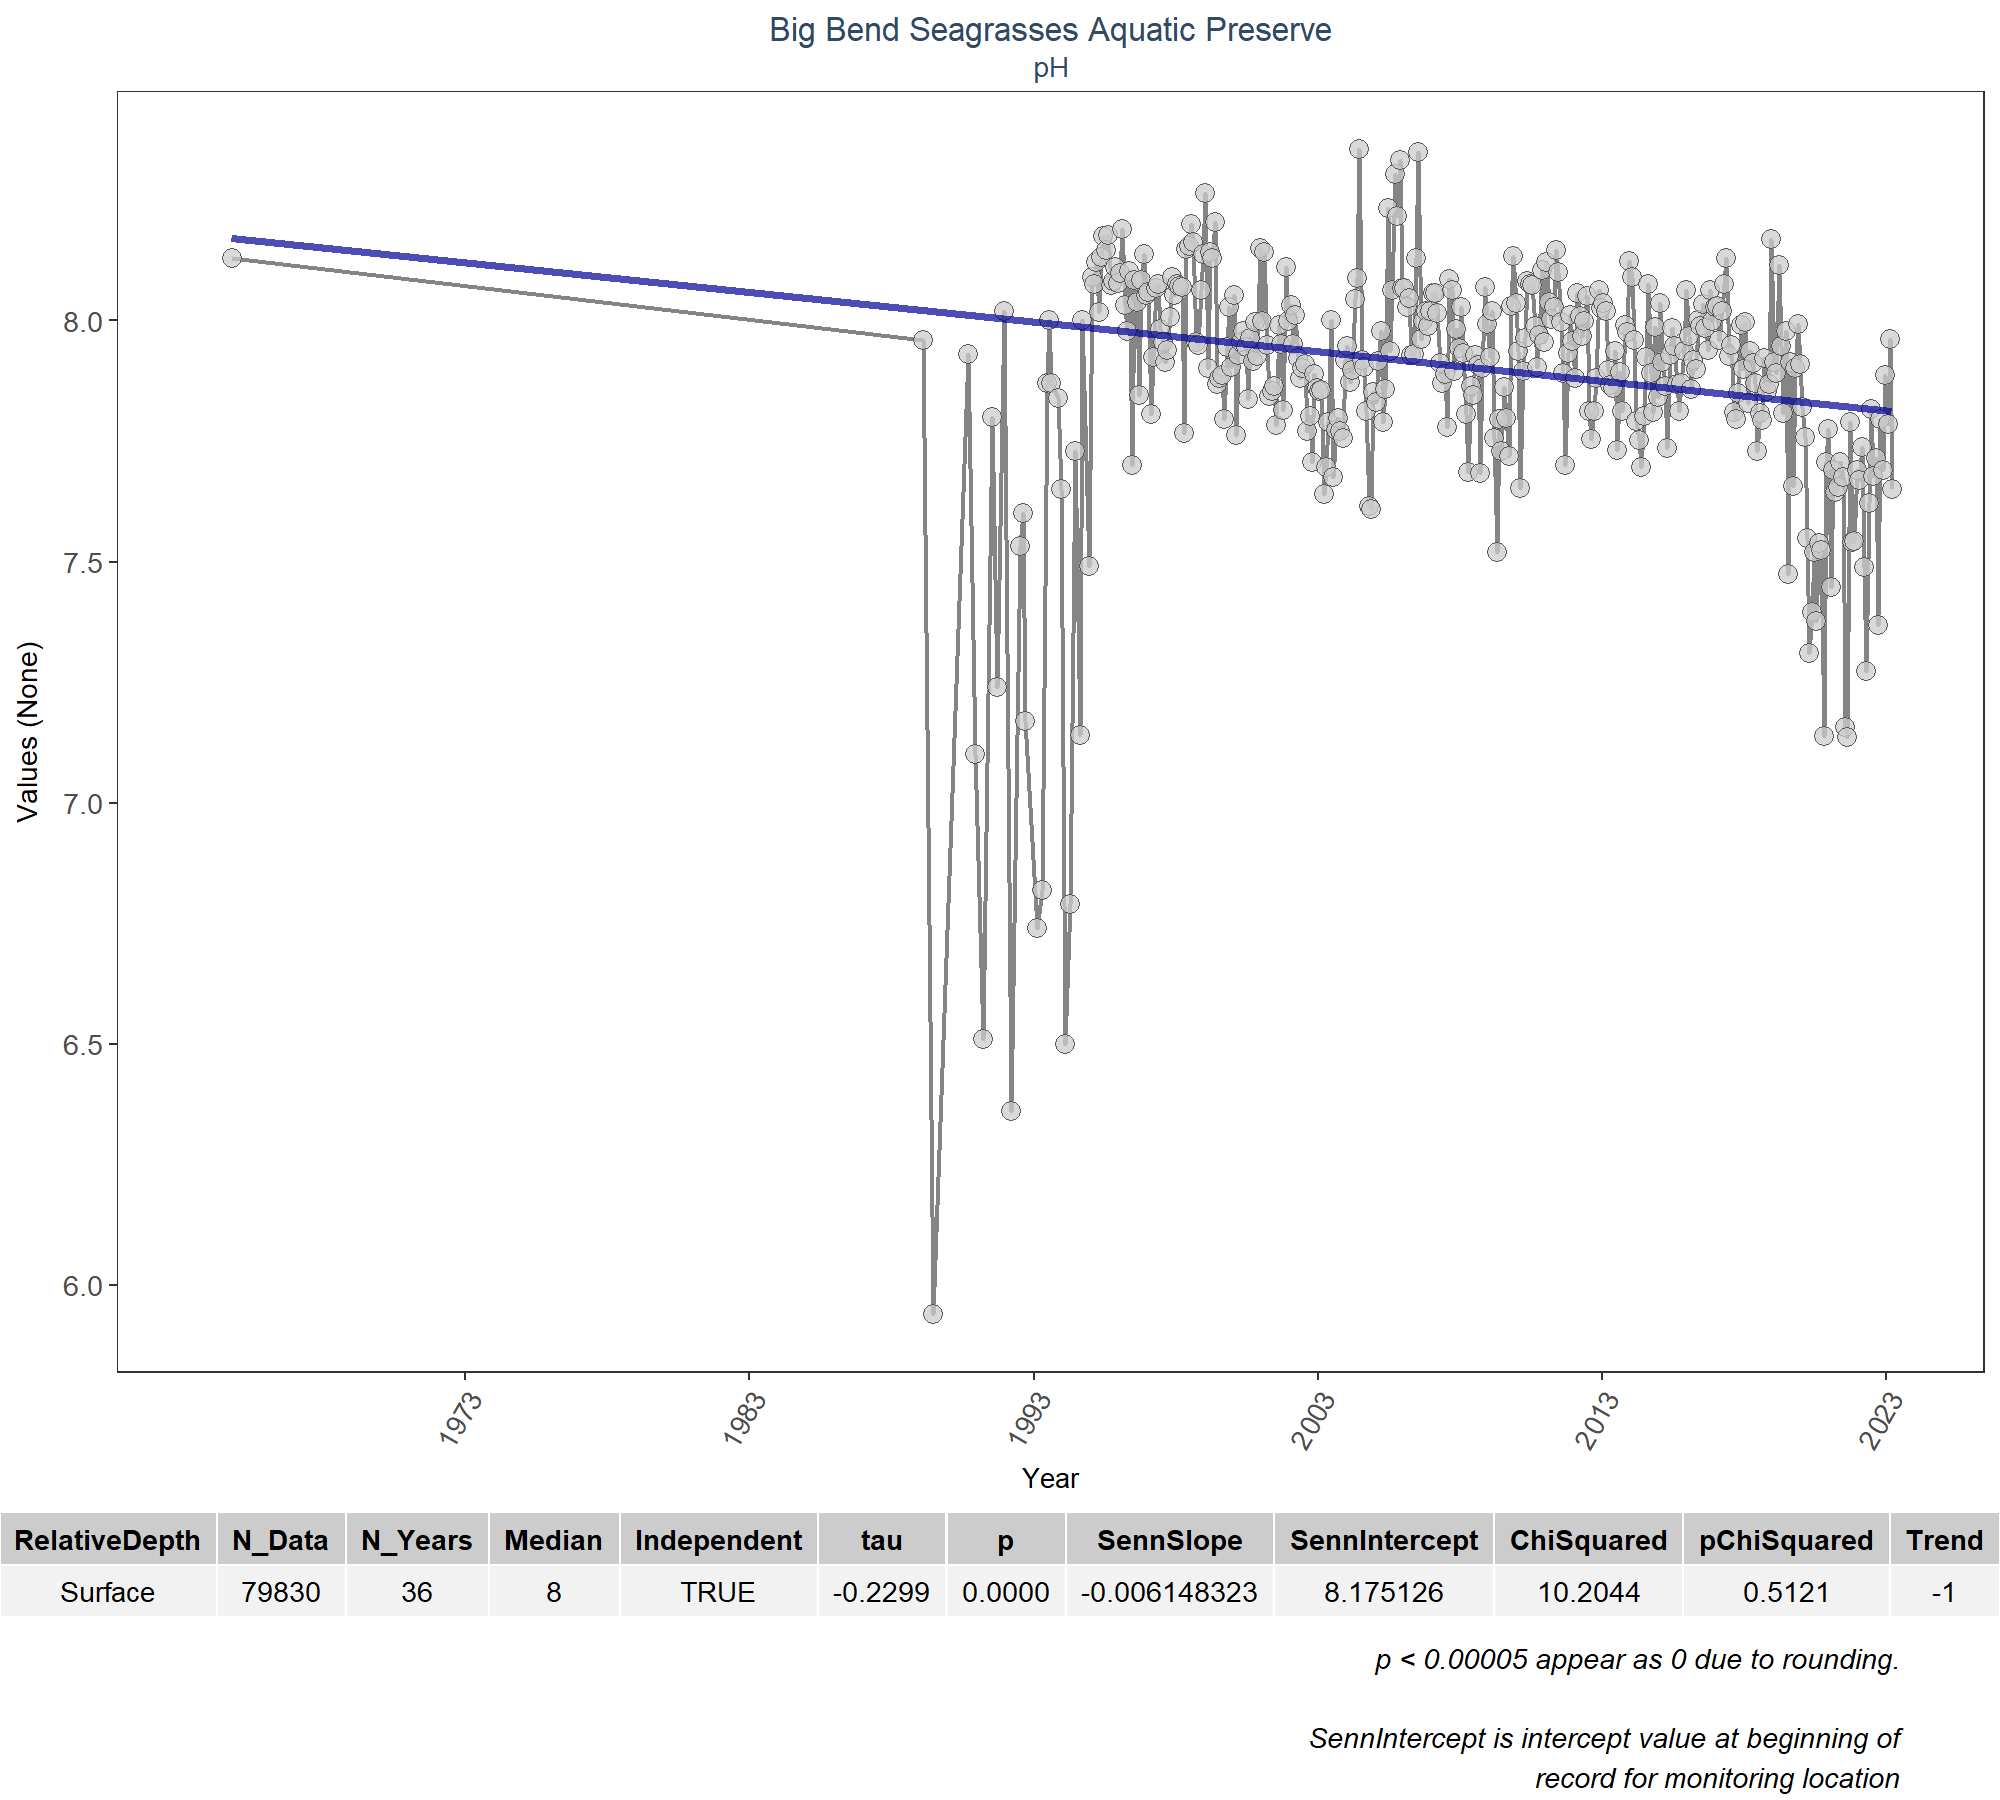 Big Bend Seagrasses Aquatic Preserve
pH
Values (None)
8.0
7.5
7.0
6.5
6.0
1973
1983
1993
2003
2013
2023
Year
RelativeDepth N_Data N_Years Median Independent tau p SennSlope SennIntercept ChiSquared pChiSquared Trend
Surface 79830 36 8 TRUE -0.2299 0.0000 -0.006148323 8.175126 10.2044 0.5121 -1
p < 0.00005 appear as 0 due to rounding.
SennIntercept is intercept value at beginning of
record for monitoring location